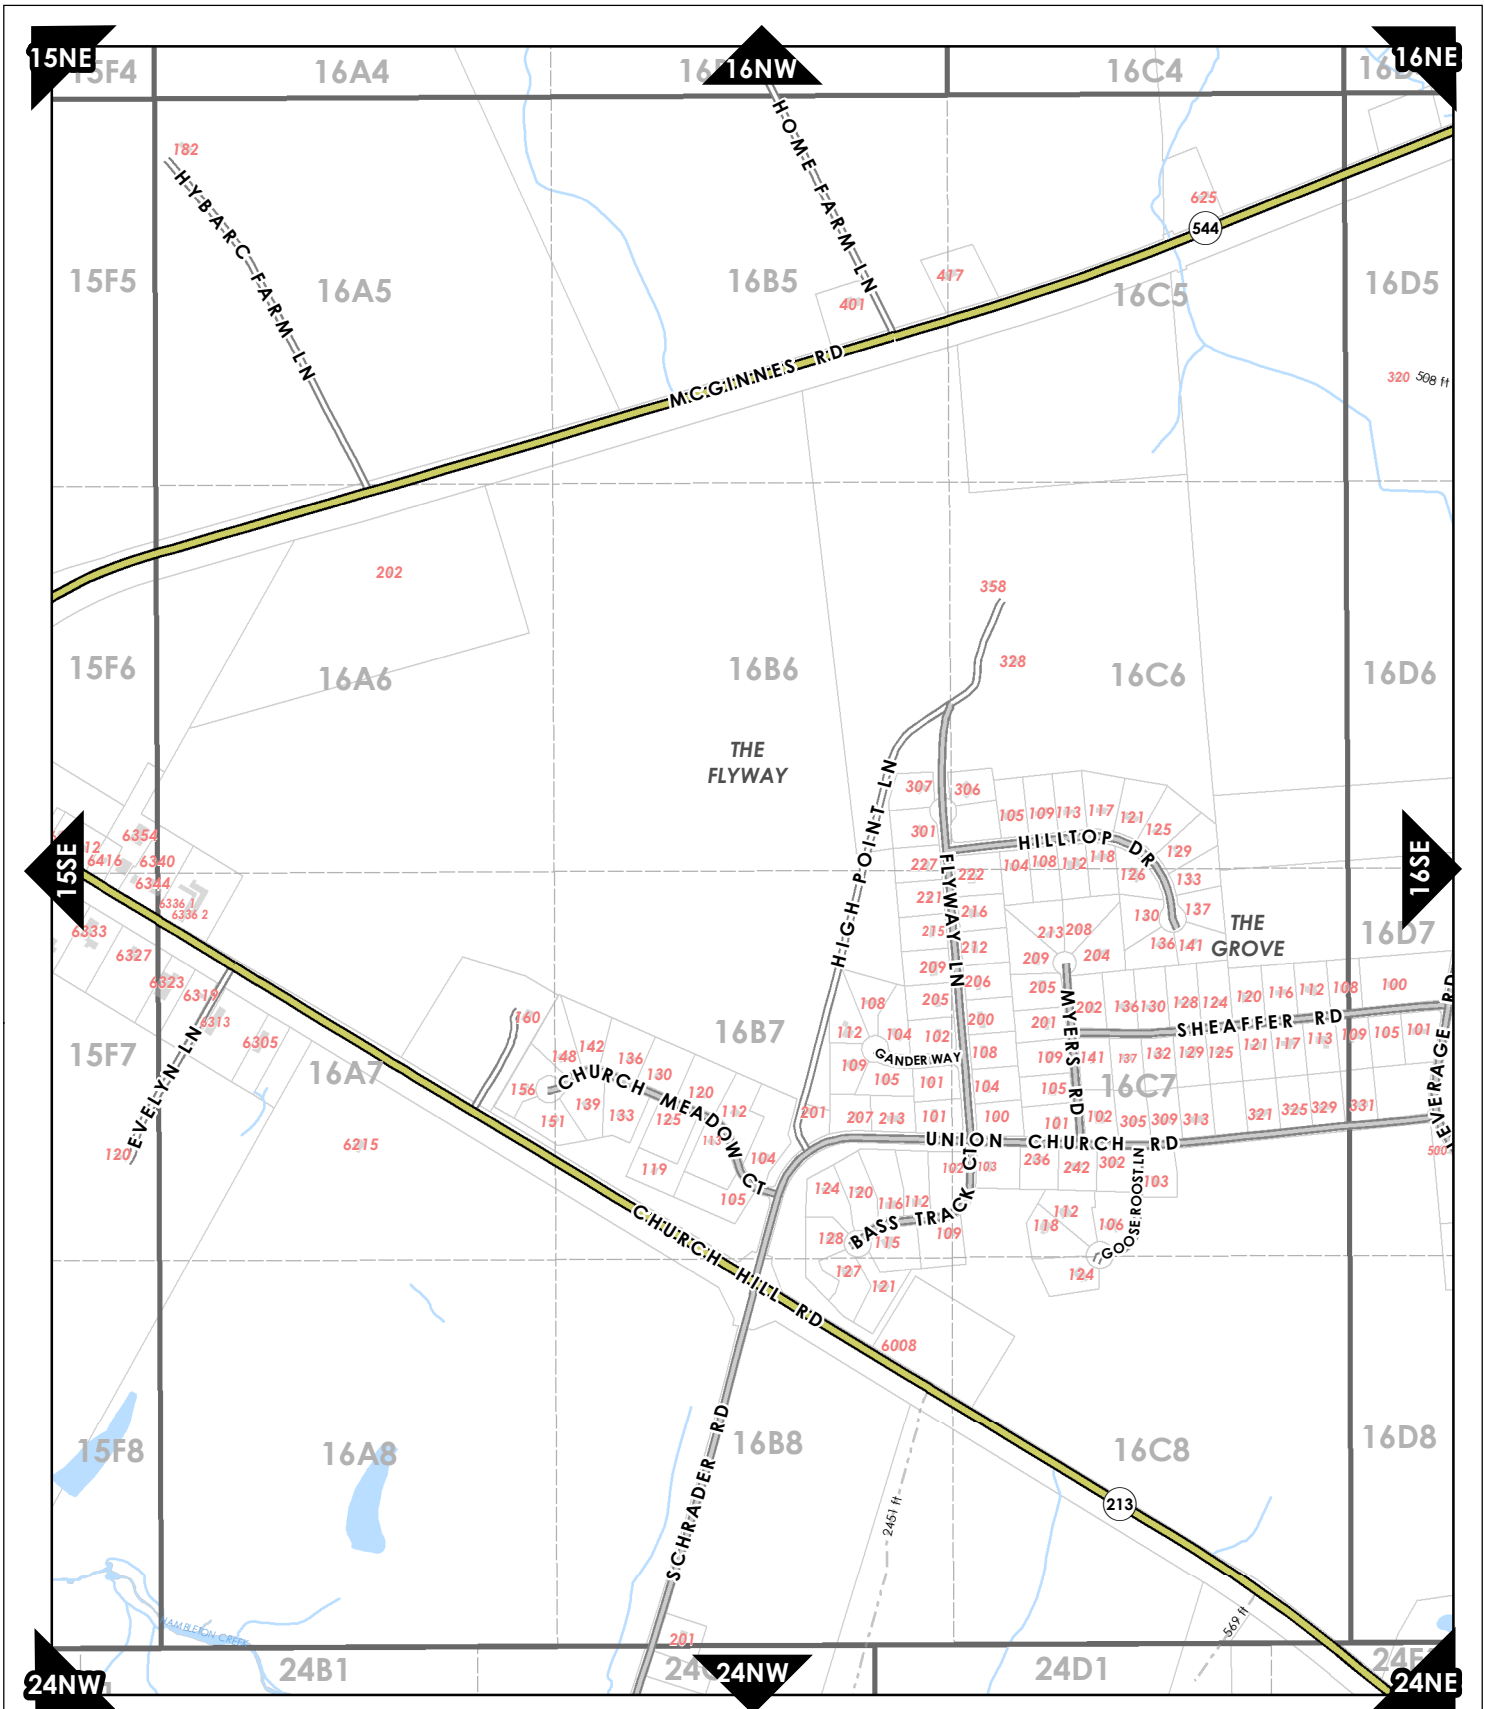 15NE
16NW
16NE
15F4
16A4
16C4
182
HYBARC FARM LN
HOME FARM LN
625
544
15F5
16A5
16B5
401
417
16C5
16D5
MCGINNES RD
320
508 ft
202
358
328
15F6
16A6
16B6
16C6
16D6
THE
FLYWAY
HIGH POINT LN
307
306
301
105 109 113 117 121 125
HILLTOP DR
129
227
222
104 108 112 118
126
133
221
216
130
137
215
213 208
136 141
THE
GROVE
16D7
212
209
209
204
206
205
FLYWAY LN
6354
12
6416
6340
6344
6336 1
6336 2
15SE
16SE
6333
6327
6323
6319
6313
6305
EVELYN LN
120
15F7
16A7
6215
160
148
142
136
130
156
CHURCH MEADOW CT
120
112
139
133
125
113
151
119
104
105
16B7
108
205
200
112
104
102
GANDER WAY
108
109
105
101
104
201
207 213 101
100
205
MYERS RD
202
136 130 128 124 120 116 112 108 100
201
SHEAFFER RD
109
141 137 132 129 125 121 117 113 109 105 101
105
16C7
101
102 305 309 313 321 325 329 331
LEVERAGE RD
UNION CHURCH RD
500
102
103
236
242
302
103
124
120
116 112
BASS TRACK CT
109
128
115
127
121
112
118
106
GOOSE ROOST LN
124
CHURCH HILL RD
6008
15F8
16A8
16B8
16C8
16D8
SCHRADER RD
2451 ft
213
569 ft
HAMBLETON CREEK
201
24B1
24D1
24NW
24NW
24NE